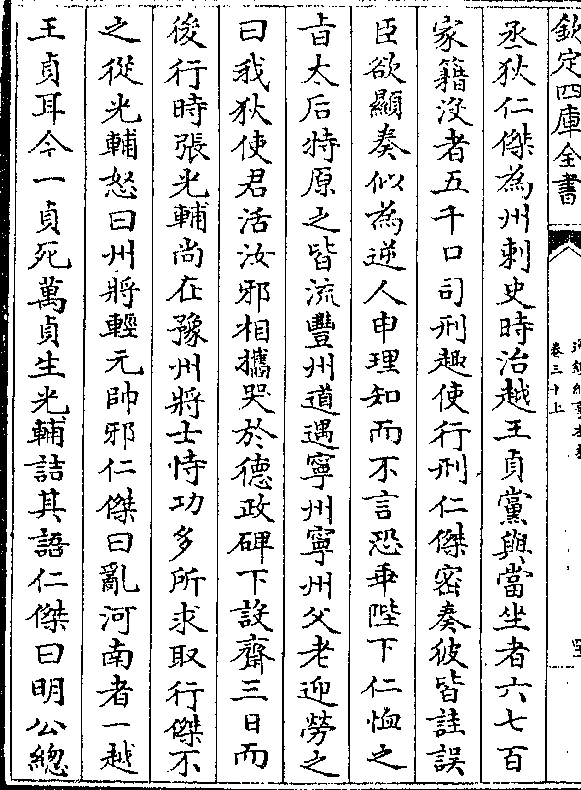 欽定四庫全書
卷三十上
丞狄仁傑為州刺史時治越王貞黨與當坐者六七百
家籍没者五千口司刑趣使行刑仁傑密奏彼皆詿誤
臣欲顯奏似為逆人申理知而不言恐乖陛下仁恤之
旨太后特原之皆流豐州道遇寧州寧州父老迎勞之
曰我狄使君活汝邪相攜哭於德政碑下設齋三日而
後行時張光輔尚在豫州將士恃功多所求取行傑不
之從光輔怒曰州將輕元帥邪仁傑曰亂河南者一越
王貞耳今一貞死萬貞生光輔詰其語仁傑曰明公總